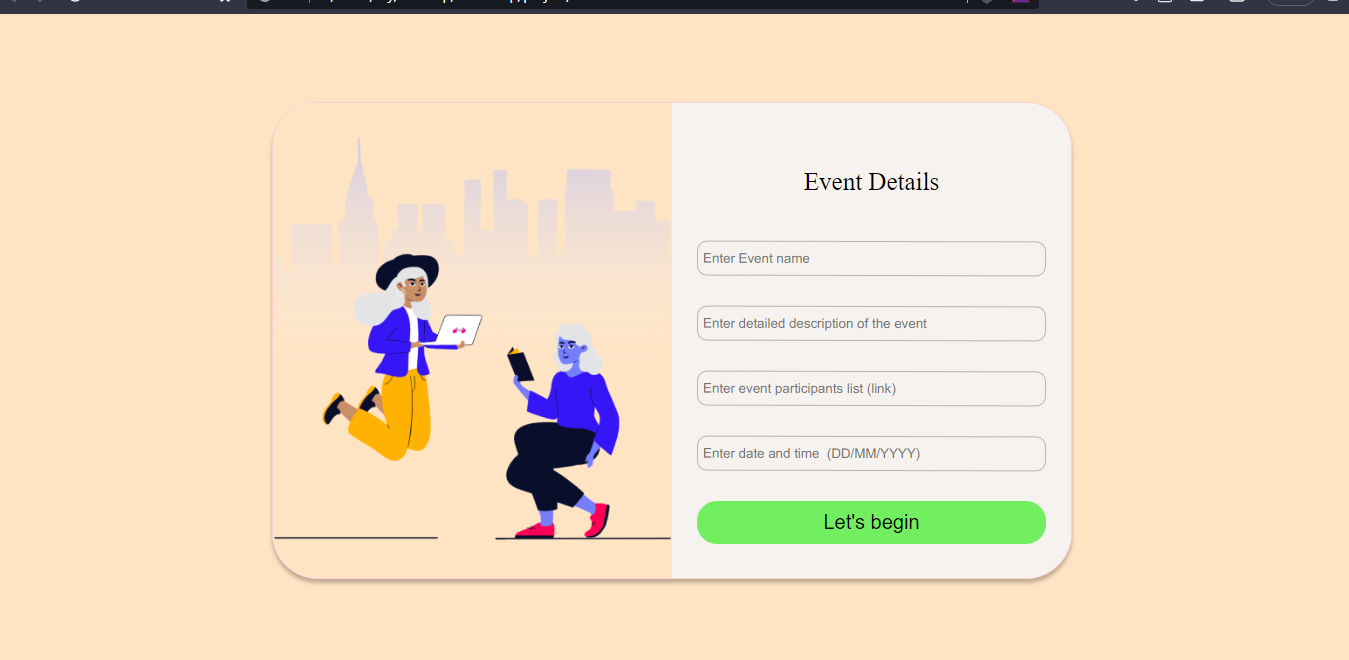 Event Details
Enter Event name
Enter detailed description of the event
Enter event participants list (link)
Enter date and time  (DD/MM/YYYY)
Let's begin